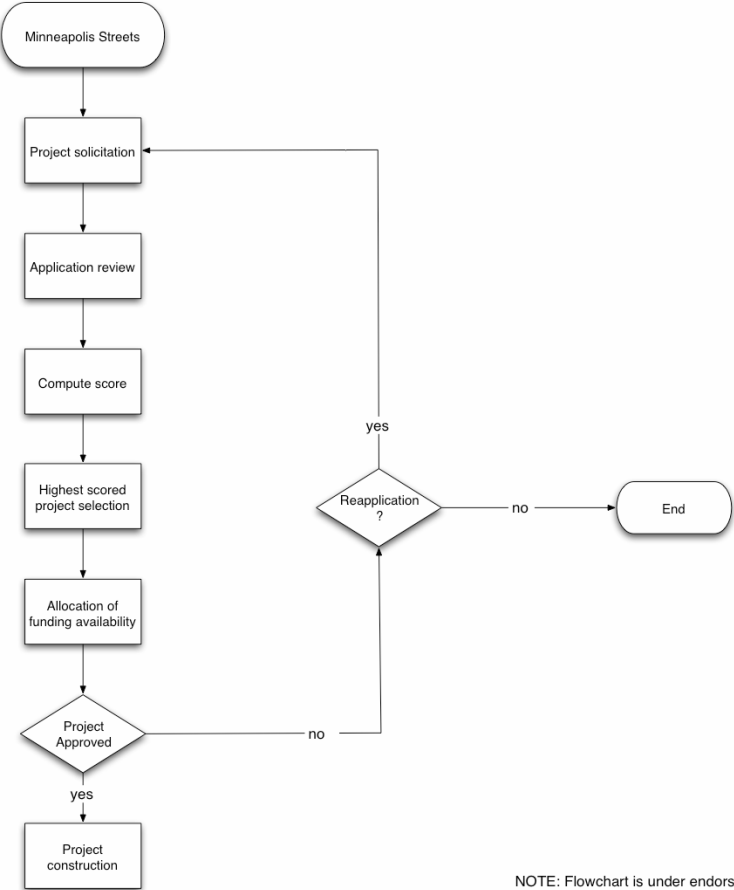 Minneapolis Streets
Project solicitation
Application review
Compute score
Highest scored
project selection
Allocation of
funding availability
Project
Approved
no
yes
Project
construction
Reapplication
?
yes
no
End
NOTE: Flowchart is under endors